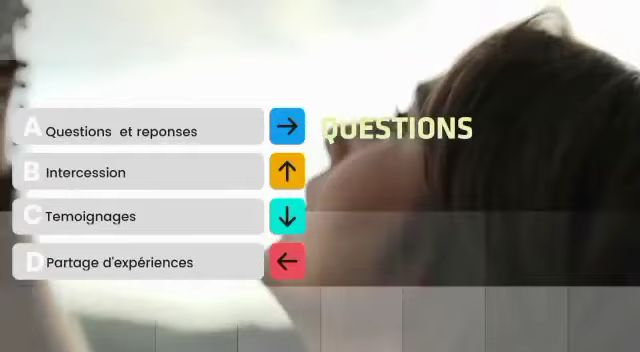 A Questions et reponses
QUESTIONS
B Intercession
C Temoignages
D Partage d'expériences